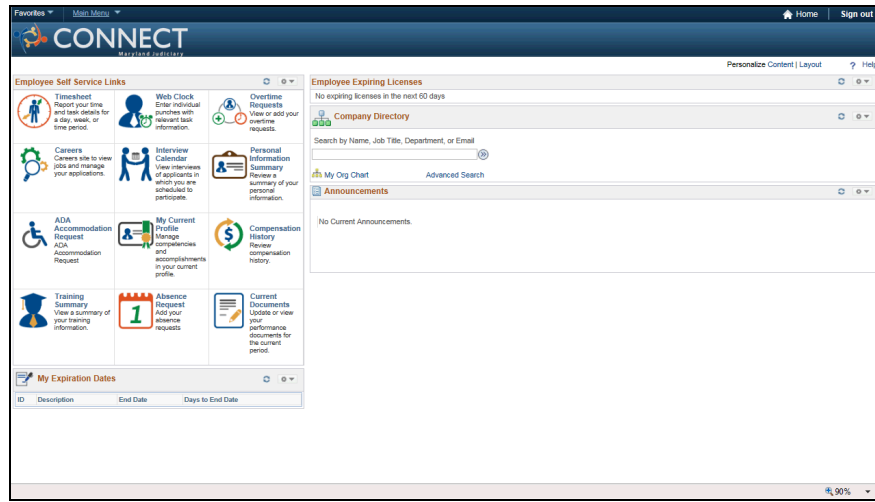 Favorites Main Menu Home Sign out
CONNECT
Maryland Judiciary
Personalize Content | Layout ? Help
Employee Self Service Links
Timesheet
Report your time
and task details for
a day, week, or
time period.
Web Clock
Enter individual
punches with
relevant task
information.
Overtime
Requests
View or add your
overtime
requests.
Careers
Careers site to view
jobs and manage
your applications.
Interview
Calendar
View interviews
of applicants in
which you are
scheduled to
participate.
Personal
Information
Summary
Review a
summary of your
personal
information.
ADA
Accommodation
Request
ADA
Accommodation
Request
My Current
Profile
Manage
competencies
and
accomplishments
in your current
profile.
Compensation
History
Review
compensation
history.
Training
Summary
View a summary of
your training
information.
1
Absence
Request
Add your
absence
requests
Current
Documents
Update or view
your
performance
documents for
the current
period.
My Expiration Dates
ID Description End Date Days to End Date
Employee Expiring Licenses
No expiring licenses in the next 60 days
Company Directory
Search by Name, Job Title, Department, or Email
My Org Chart Advanced Search
Announcements
No Current Announcements.
90%